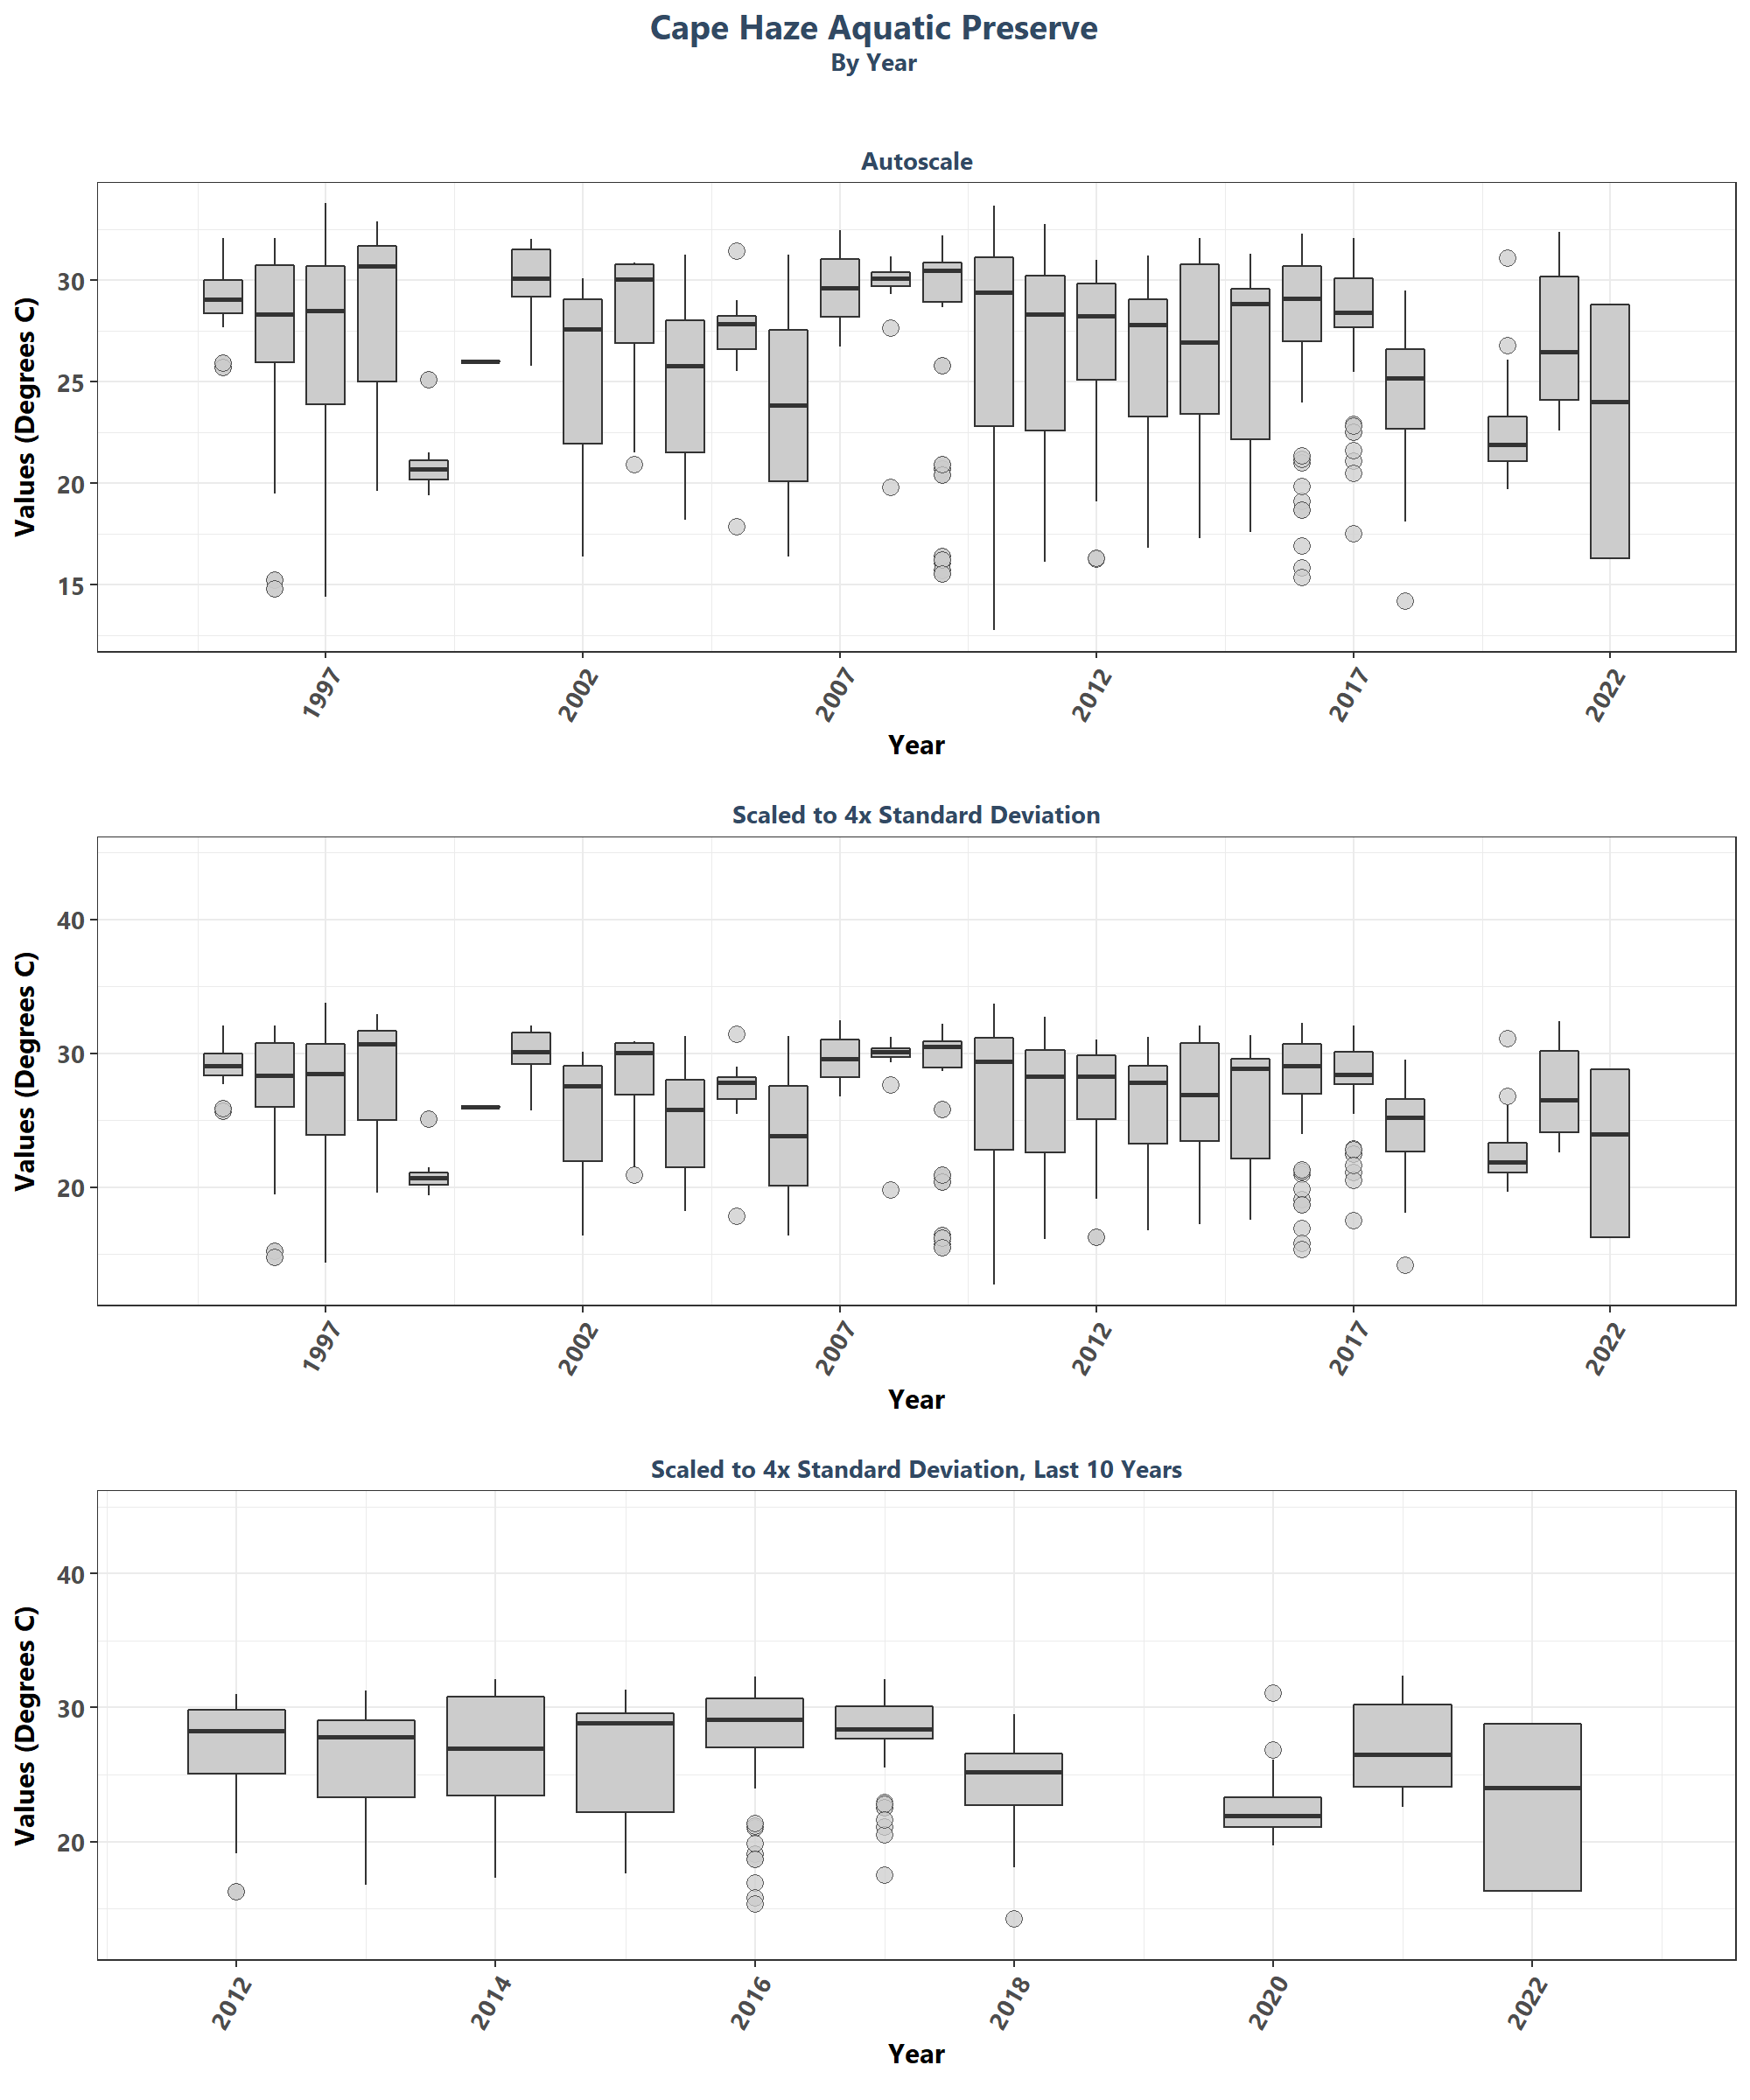 Cape Haze Aquatic Preserve
By Year
Autoscale
Values (Degrees C)
30
25
20
15
1997
2002
2007
2012
2017
2022
Year
Scaled to 4x Standard Deviation
Values (Degrees C)
40
30
20
1997
2002
2007
2012
2017
2022
Year
Scaled to 4x Standard Deviation, Last 10 Years
Values (Degrees C)
40
30
20
2012
2014
2016
2018
2020
2022
Year